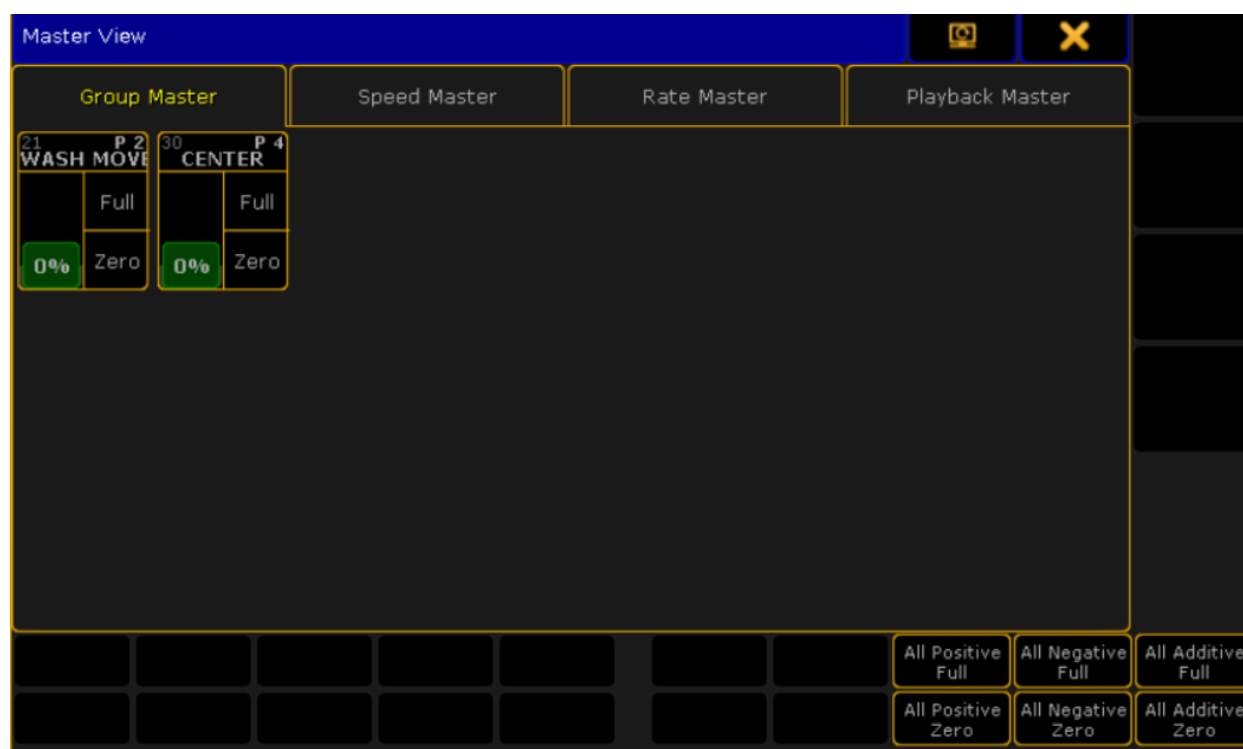 Master View
Group Master Speed Master Rate Master Playback Master
21 P 2 30 P 4
WASH MOVE CENTER
Full Full
0% Zero 0% Zero
All Positive All Negative All Additive
Full Full Full
All Positive All Negative All Additive
Zero Zero Zero